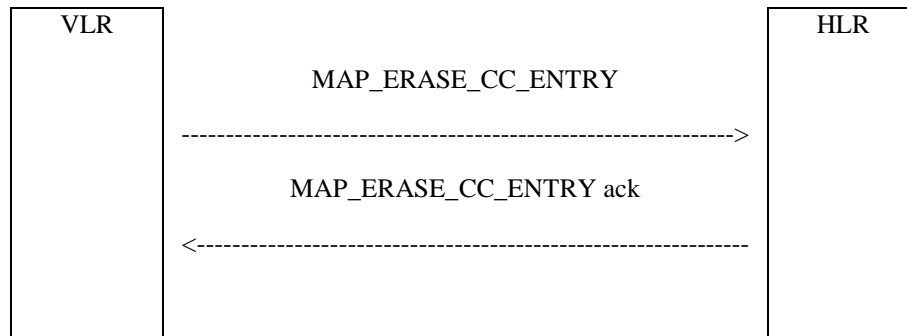 VLR
HLR
MAP_ERASE_CC_ENTRY
MAP_ERASE_CC_ENTRY ack